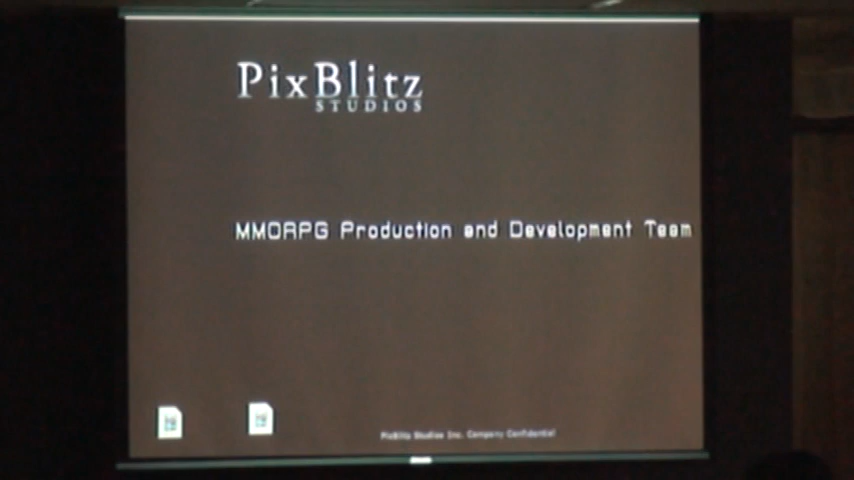 PixBlitz
STUDIOS
MMORPG Production and Development Team
PixBlitz Studios Inc. Company Confidential